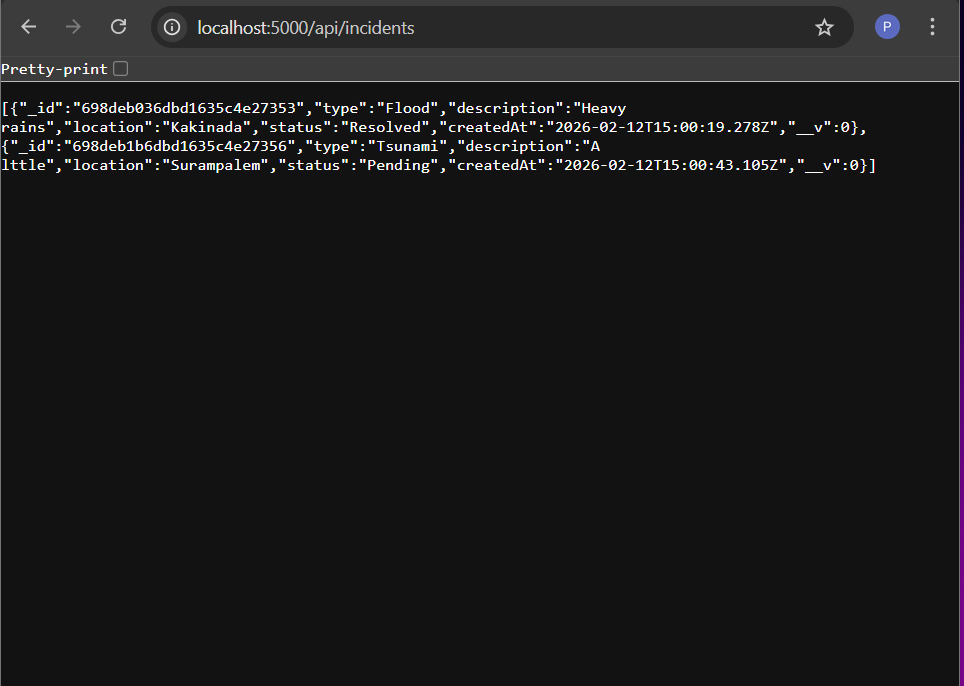 localhost:5000/api/incidents
P
Pretty-print
[{"_id":"698deb036dbd1635c4e27353","type":"Flood","description":"Heavy
rains","location":"Kakinada","status":"Resolved","createdAt":"2026-02-12T15:00:19.278Z","__v":0},
{"_id":"698deb1b6dbd1635c4e27356","type":"Tsunami","description":"A
lttle","location":"Surampalem","status":"Pending","createdAt":"2026-02-12T15:00:43.105Z","__v":0}]